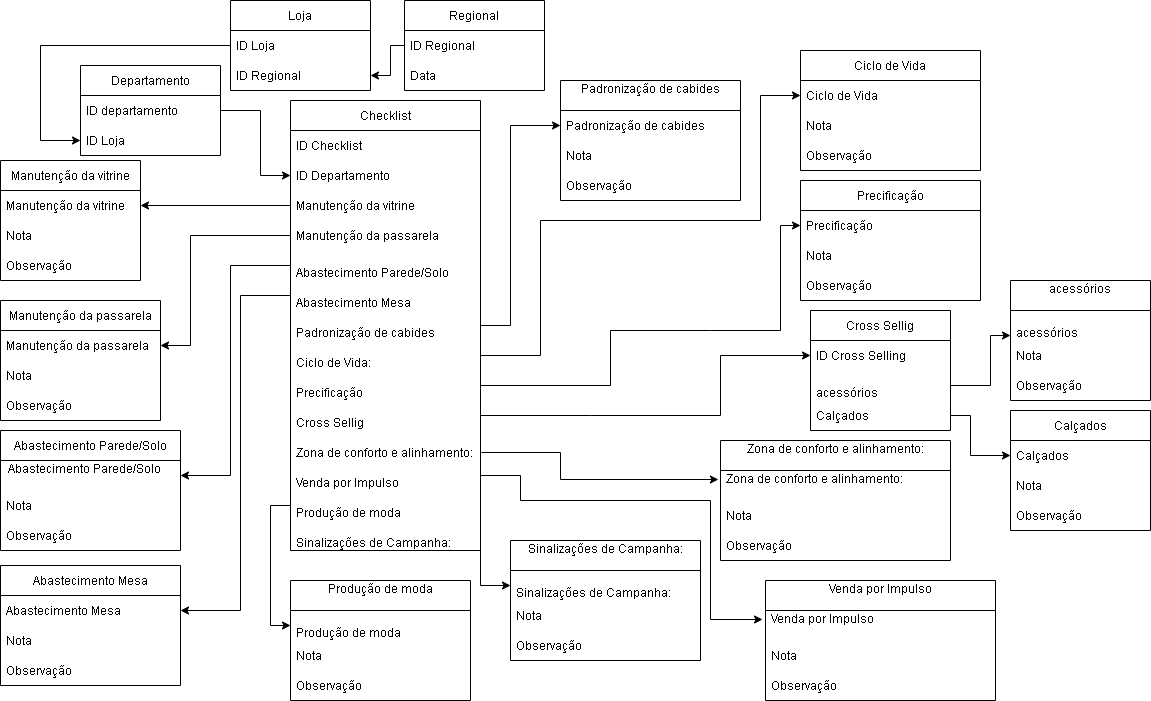 Loja
ID Loja
ID Regional
Regional
ID Regional
Data
Departamento
ID departamento
ID Loja
Checklist
ID Checklist
ID Departamento
Manutenção da vitrine
Manutenção da passarela
Abastecimento Parede/Solo
Abastecimento Mesa
Padronização de cabides
Ciclo de Vida:
Precificação
Cross Sellig
Zona de conforto e alinhamento:
Venda por Impulso
Produção de moda
Sinalizações de Campanha:
Padronização de cabides
Padronização de cabides
Nota
Observação
Ciclo de Vida
Ciclo de Vida
Nota
Observação
Manutenção da vitrine
Manutenção da vitrine
Nota
Observação
Precificação
Precificação
Nota
Observação
Manutenção da passarela
Manutenção da passarela
Nota
Observação
Cross Sellig
ID Cross Selling
acessórios
Calçados
acessórios
acessórios
Nota
Observação
Calçados
Calçados
Nota
Observação
Abastecimento Parede/Solo
Abastecimento Parede/Solo
Nota
Observação
Zona de conforto e alinhamento:
Zona de conforto e alinhamento:
Nota
Observação
Abastecimento Mesa
Abastecimento Mesa
Nota
Observação
Produção de moda
Produção de moda
Nota
Observação
Sinalizações de Campanha:
Sinalizações de Campanha:
Nota
Observação
Venda por Impulso
Venda por Impulso
Nota
Observação